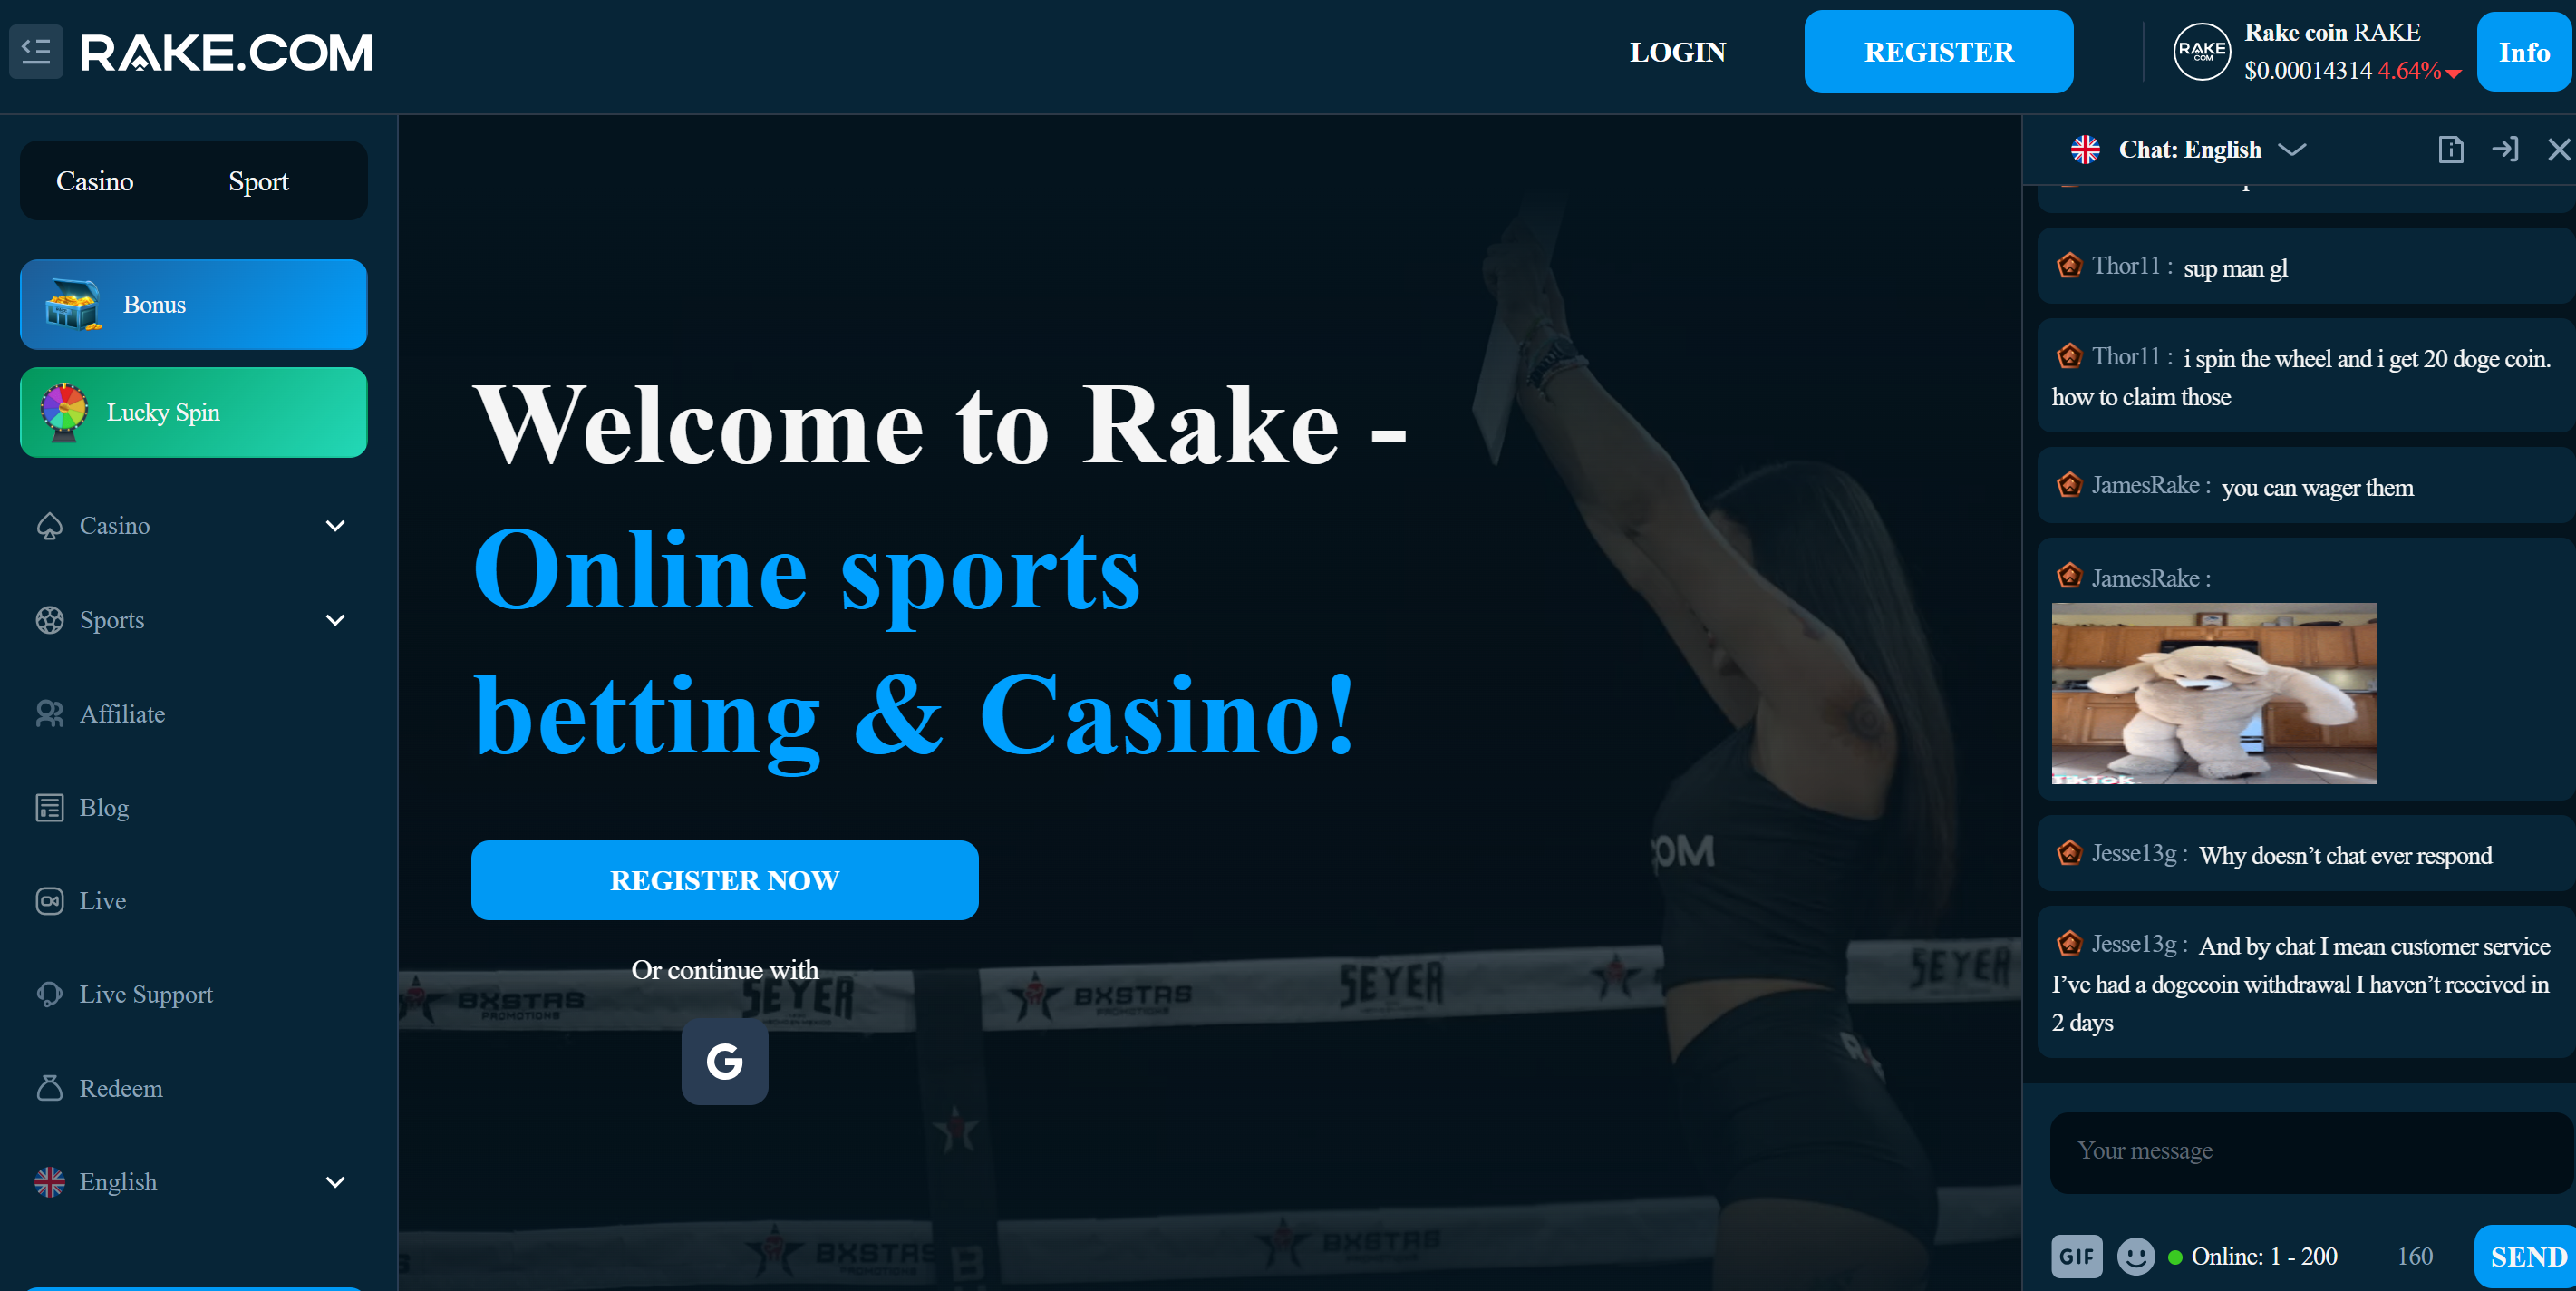 RAKE.COM
LOGIN
REGISTER
RAKE
.COM
Rake coin RAKE
$0.00014314 4.64%
Info
Casino
Sport
Bonus
Lucky Spin
Casino
Sports
Affiliate
Blog
Live
Live Support
Redeem
English
Welcome to Rake -
Online sports
betting & Casino!
REGISTER NOW
Or continue with
G
BXSTRS
PROMOTIONS
SEYER
BXSTRS
PROMOTIONS
SEYER
SEYER
OM
BXSTRS
PROMOTIONS
BXSTRS
PROMOTIONS
Chat: English
Thor11 : sup man gl
Thor11 : i spin the wheel and i get 20 doge coin.
how to claim those
JamesRake : you can wager them
JamesRake :
TikTok
Jesse13g : Why doesn’t chat ever respond
Jesse13g : And by chat I mean customer service
I’ve had a dogecoin withdrawal I haven’t received in
2 days
Your message
GIF
Online: 1 - 200
160
SEND